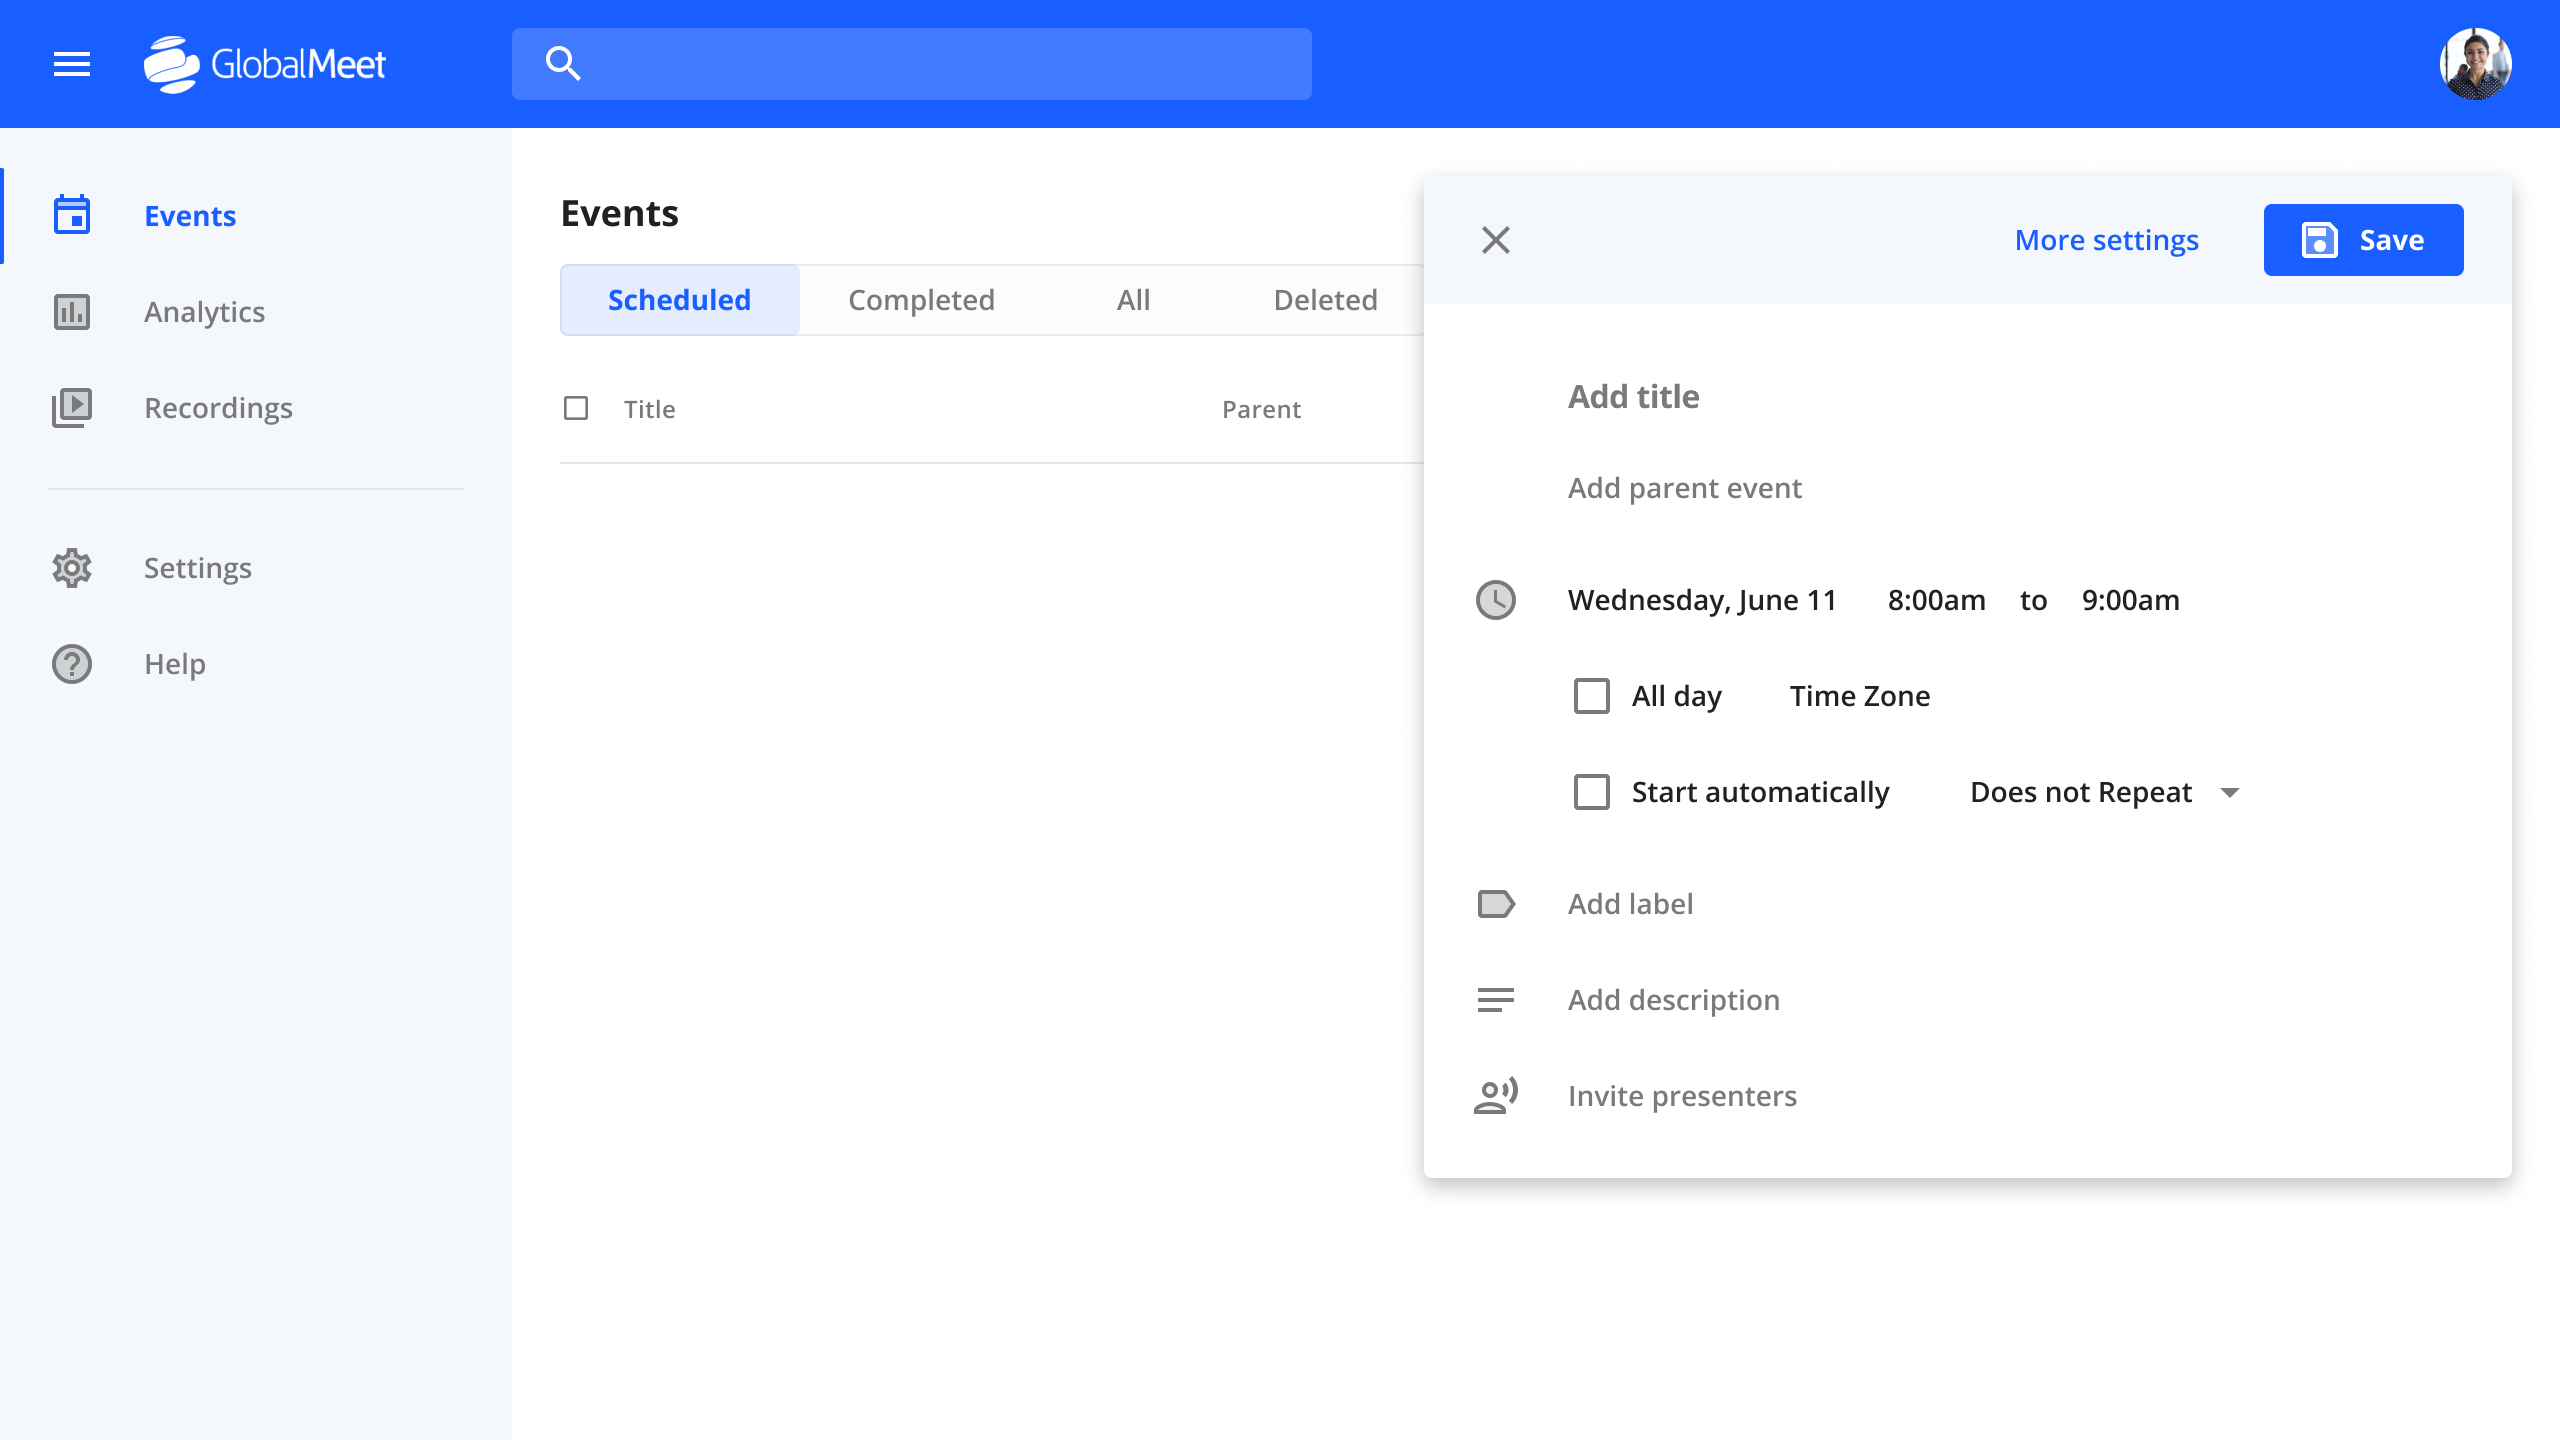 GlobalMeet
Events
Analytics
Recordings
Settings
Help
Events
Scheduled Completed All Deleted
Title Parent
More settings Save
Add title
Add parent event
Wednesday, June 11 8:00am to 9:00am
All day Time Zone
Start automatically Does not Repeat
Add label
Add description
Invite presenters